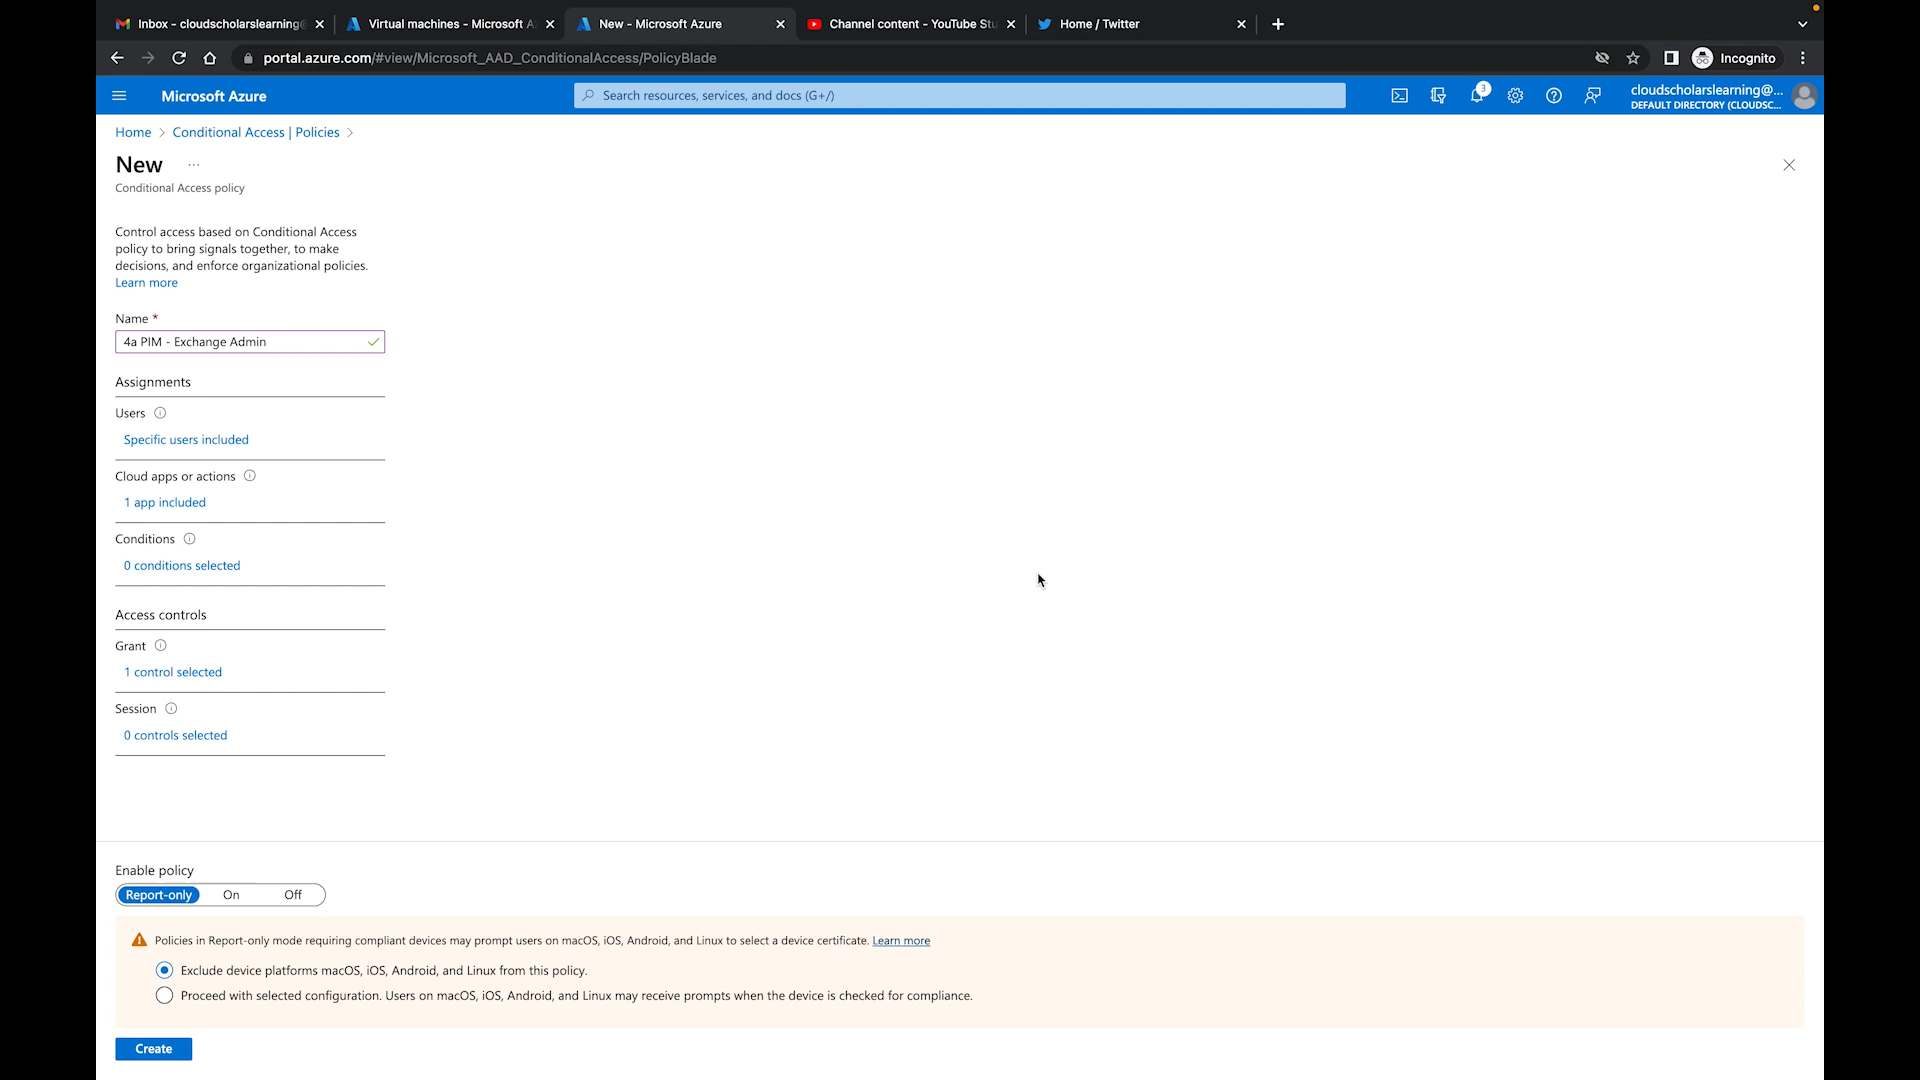 Inbox - cloudscholarslearning@
Virtual machines - Microsoft A
New - Microsoft Azure
Channel content - YouTube Stu
Home / Twitter
portal.azure.com/#view/Microsoft_AAD_ConditionalAccess/PolicyBlade
Incognito
Microsoft Azure
Search resources, services, and docs (G+/)
3
cloudscholarslearning@...
DEFAULT DIRECTORY (CLOUDSC...
Home > Conditional Access | Policies >
New ...
Conditional Access policy
Control access based on Conditional Access
policy to bring signals together, to make
decisions, and enforce organizational policies.
Learn more
Name *
4a PIM - Exchange Admin
Assignments
Users
Specific users included
Cloud apps or actions
1 app included
Conditions
0 conditions selected
Access controls
Grant
1 control selected
Session
0 controls selected
Enable policy
Report-only On Off
Policies in Report-only mode requiring compliant devices may prompt users on macOS, iOS, Android, and Linux to select a device certificate. Learn more
Exclude device platforms macOS, iOS, Android, and Linux from this policy.
Proceed with selected configuration. Users on macOS, iOS, Android, and Linux may receive prompts when the device is checked for compliance.
Create